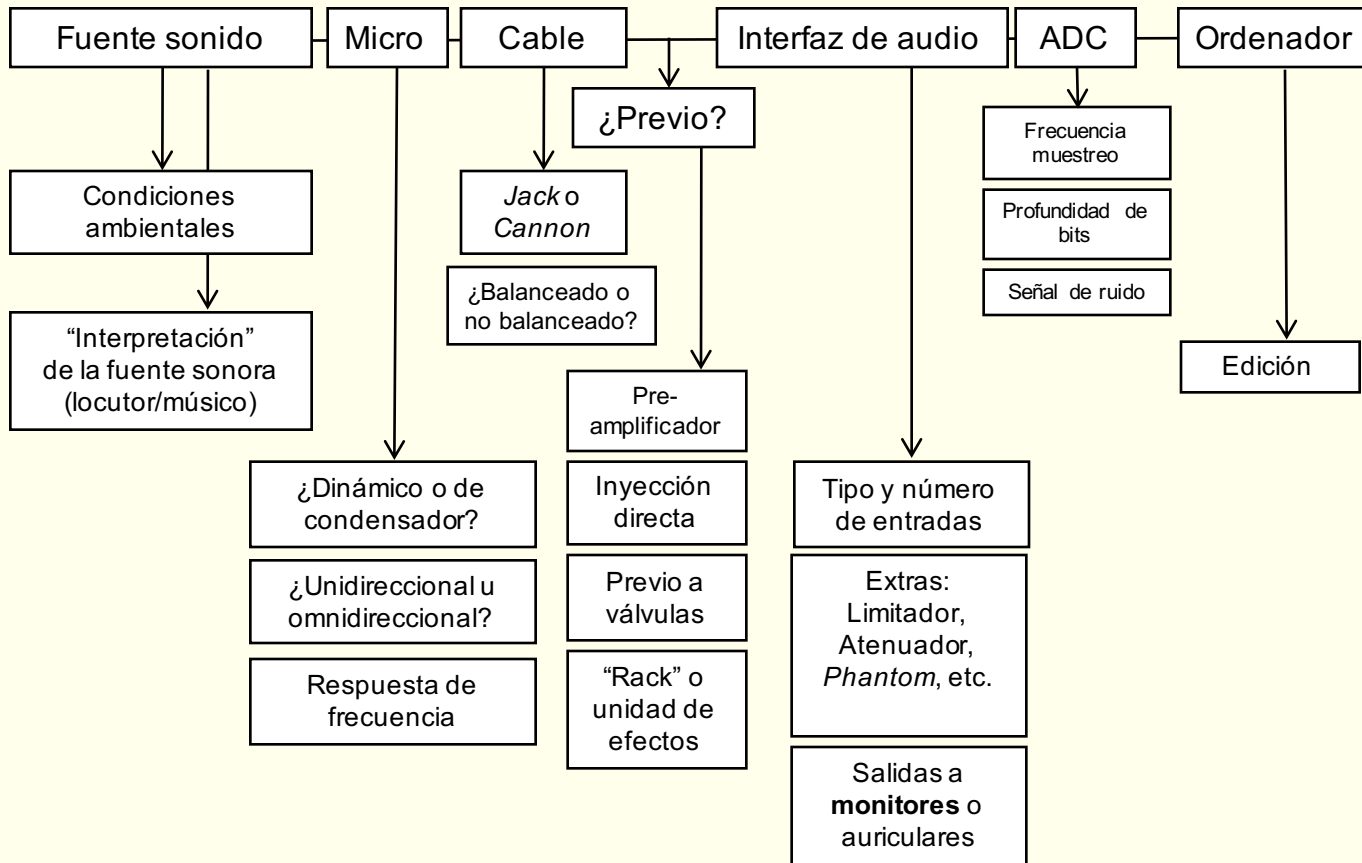 Fuente sonido
Micro
Cable
Interfaz de audio
ADC
Ordenador
¿Previo?
Condiciones
ambientales
"Interpretación"
de la fuente sonora
(locutor/músico)
¿Dinámico o de
condensador?
¿Unidireccional u
omnidireccional?
Respuesta de
frecuencia
Jack o
Cannon
¿Balanceado o
no balanceado?
Pre-
amplificador
Inyección
directa
Previo a
válvulas
"Rack" o
unidad de
efectos
Tipo y número
de entradas
Extras:
Limitador,
Atenuador,
Phantom, etc.
Salidas a
monitores o
auriculares
Frecuencia
muestreo
Profundidad de
bits
Señal de ruido
Edición